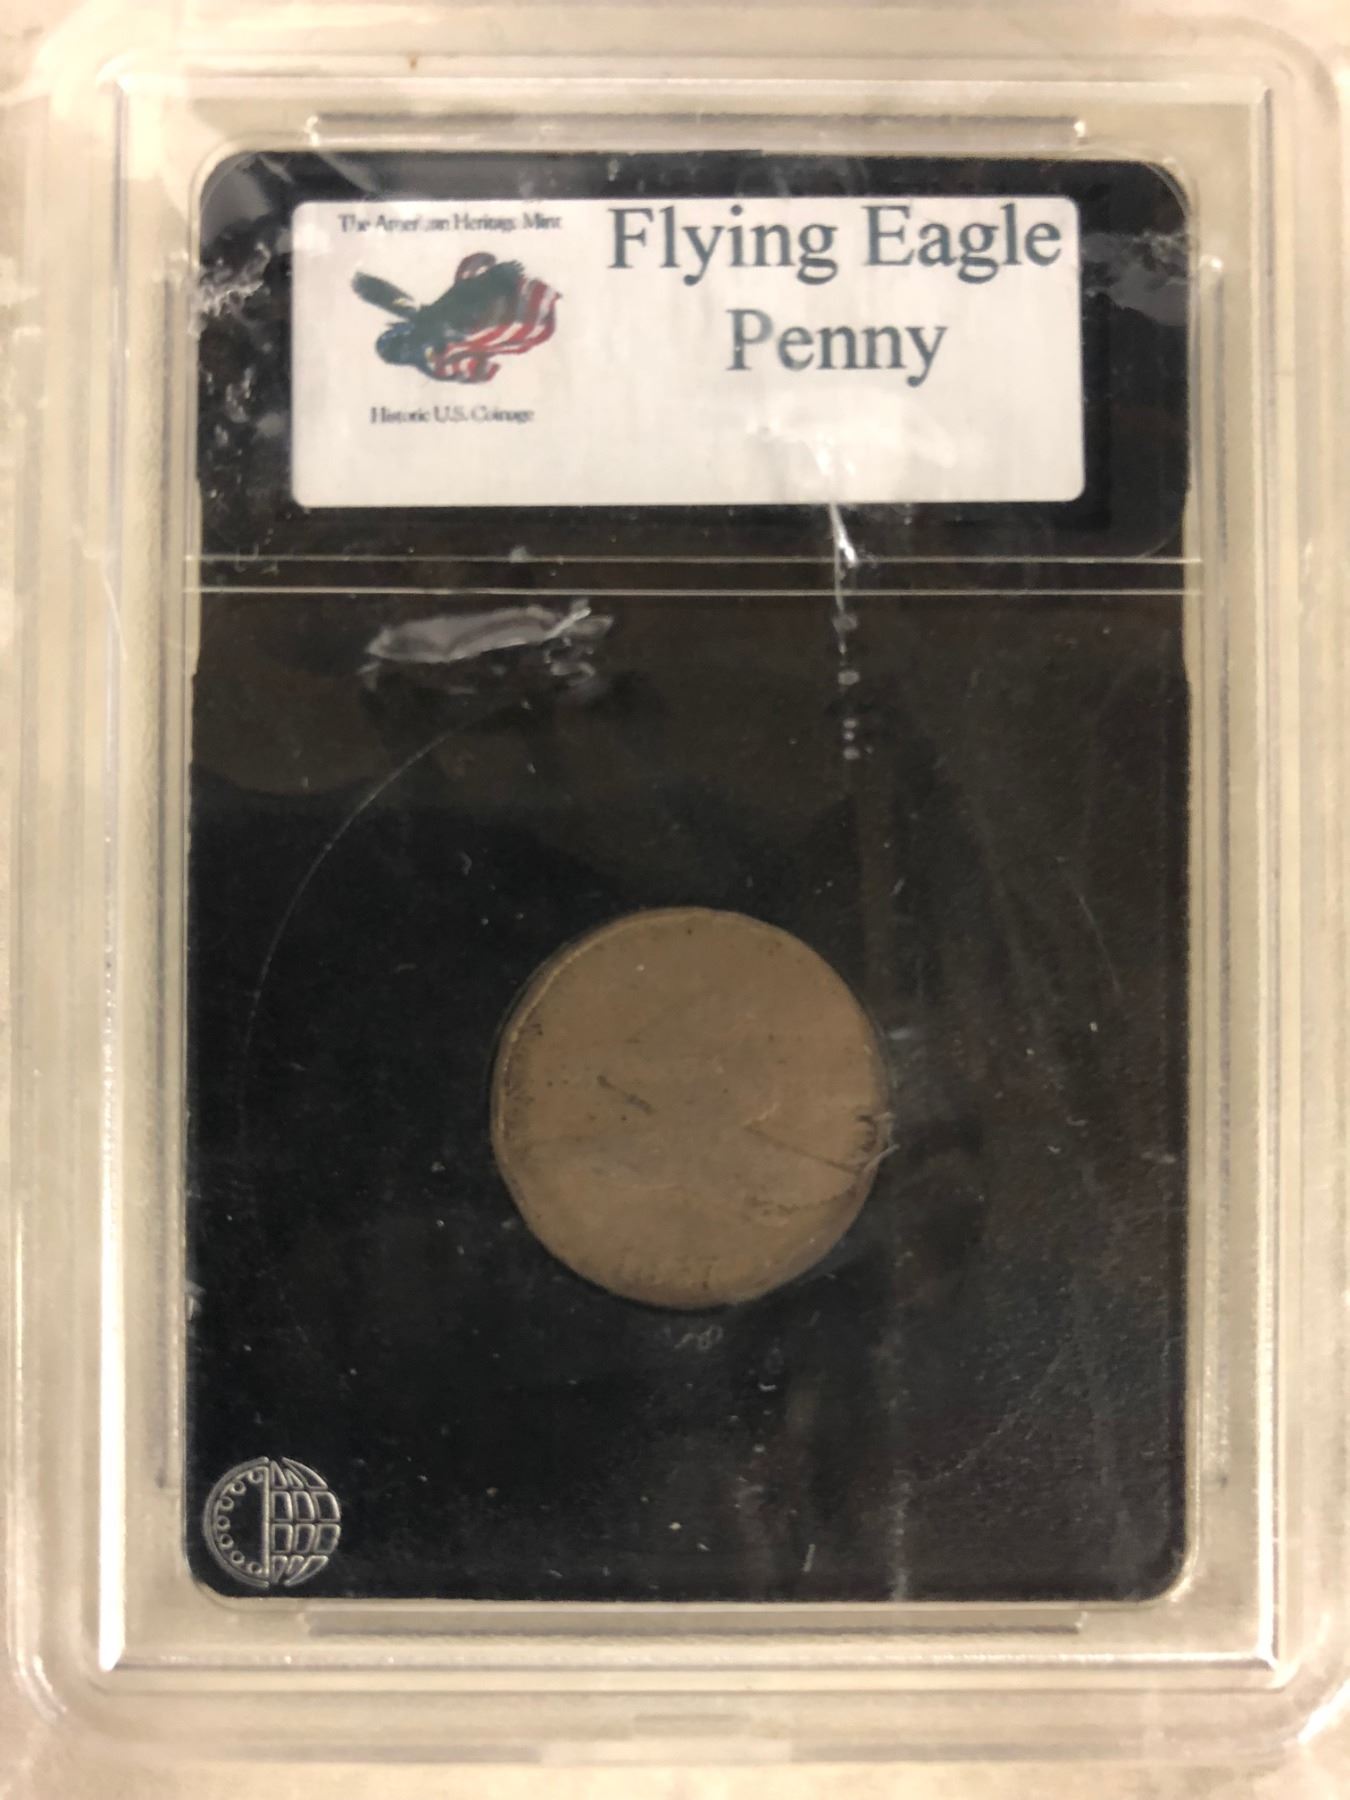 The American Heritage Mint
Flying Eagle
Penny
Historic U.S. Coinage